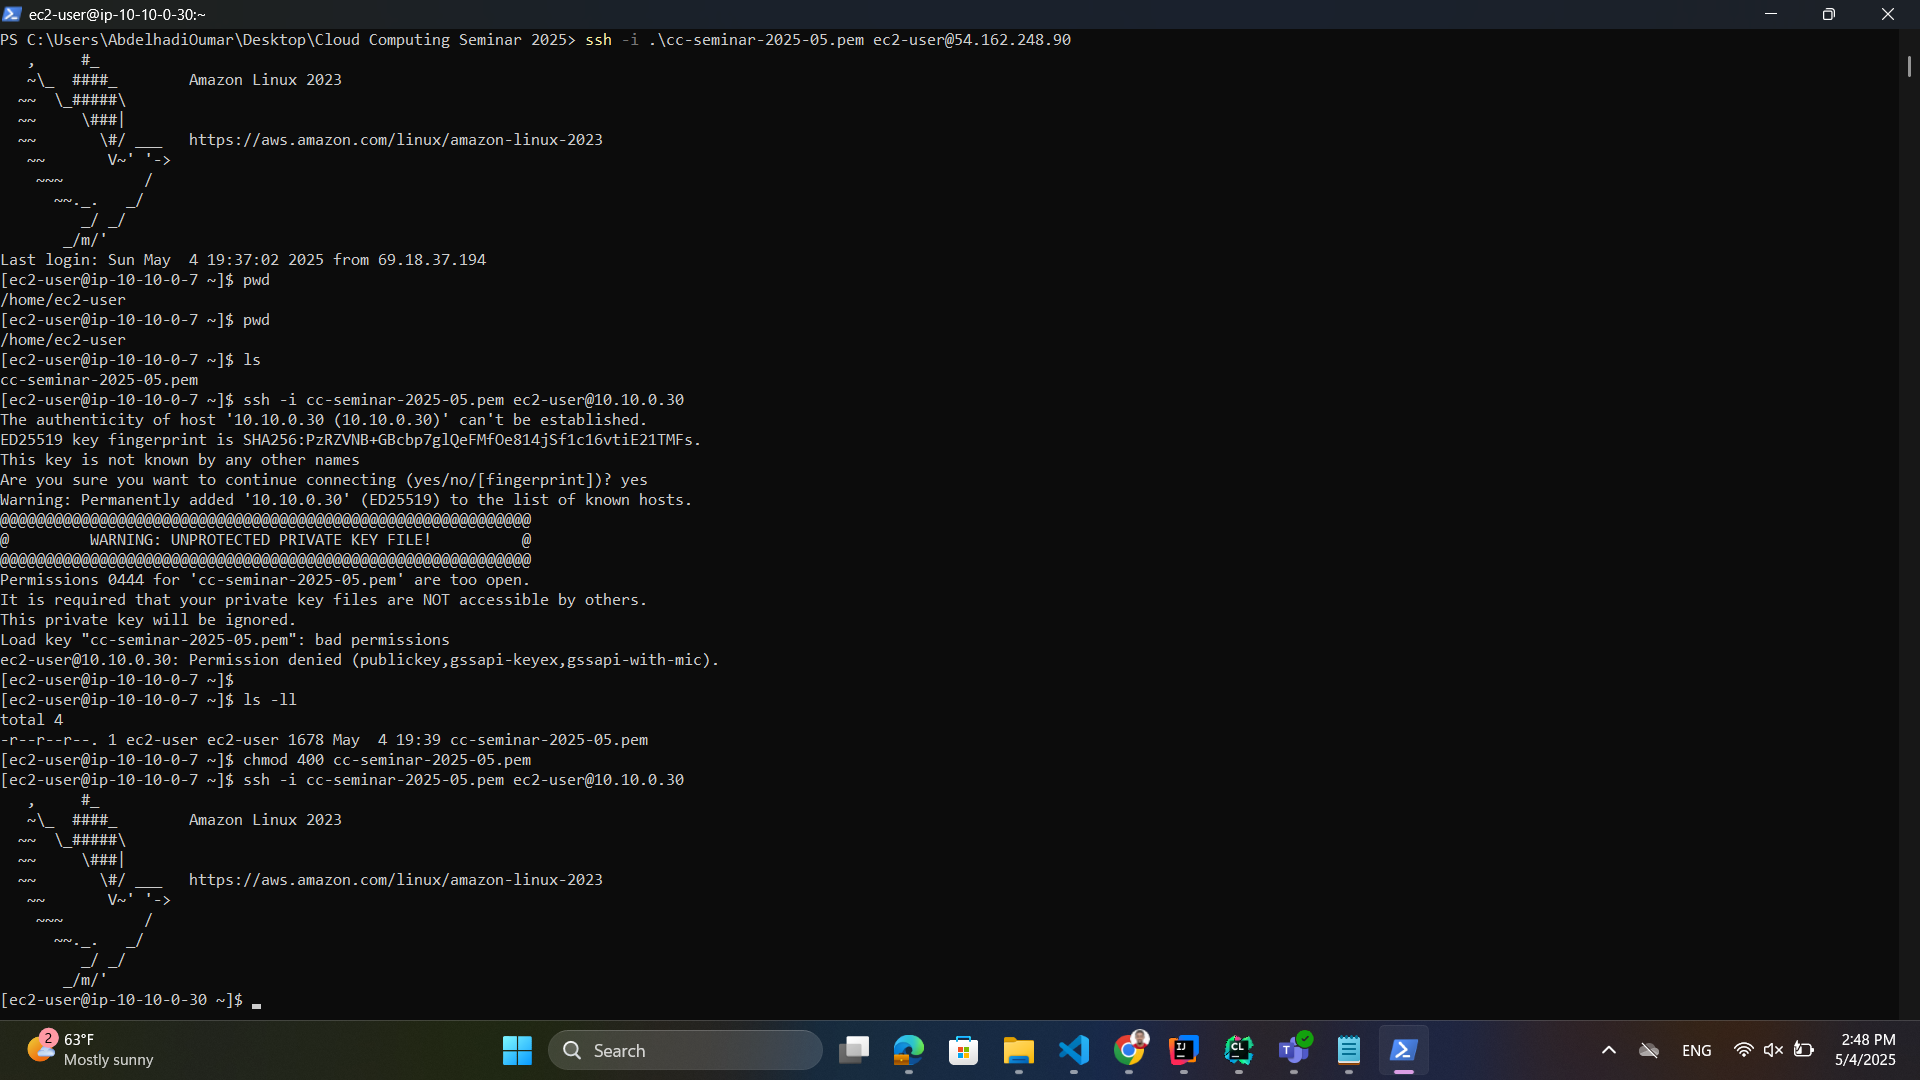 ec2-user@ip-10-10-0-30:~
PS C:\Users\AbdelhadiOumar\Desktop\Cloud Computing Seminar 2025> ssh -i .\cc-seminar-2025-05.pem ec2-user@54.162.248.90
   ,     #_
   ~\_  ####_        Amazon Linux 2023
  ~~  \_#####\
  ~~     \###|
  ~~       \#/ ___   https://aws.amazon.com/linux/amazon-linux-2023
   ~~       V~' '->
    ~~~         /
      ~~._.   _/
         _/ _/
       _/m/'
Last login: Sun May  4 19:37:02 2025 from 69.18.37.194
[ec2-user@ip-10-10-0-7 ~]$ pwd
/home/ec2-user
[ec2-user@ip-10-10-0-7 ~]$ pwd
/home/ec2-user
[ec2-user@ip-10-10-0-7 ~]$ ls
cc-seminar-2025-05.pem
[ec2-user@ip-10-10-0-7 ~]$ ssh -i cc-seminar-2025-05.pem ec2-user@10.10.0.30
The authenticity of host '10.10.0.30 (10.10.0.30)' can't be established.
ED25519 key fingerprint is SHA256:PzRZVNB+GBcbp7glQeFMfOe814jSf1c16vtiE21TMFs.
This key is not known by any other names
Are you sure you want to continue connecting (yes/no/[fingerprint])? yes
Warning: Permanently added '10.10.0.30' (ED25519) to the list of known hosts.
@@@@@@@@@@@@@@@@@@@@@@@@@@@@@@@@@@@@@@@@@@@@@@@@@@@@@@@@@@@
@         WARNING: UNPROTECTED PRIVATE KEY FILE!          @
@@@@@@@@@@@@@@@@@@@@@@@@@@@@@@@@@@@@@@@@@@@@@@@@@@@@@@@@@@@
Permissions 0444 for 'cc-seminar-2025-05.pem' are too open.
It is required that your private key files are NOT accessible by others.
This private key will be ignored.
Load key "cc-seminar-2025-05.pem": bad permissions
ec2-user@10.10.0.30: Permission denied (publickey,gssapi-keyex,gssapi-with-mic).
[ec2-user@ip-10-10-0-7 ~]$
[ec2-user@ip-10-10-0-7 ~]$ ls -ll
total 4
-r--r--r--. 1 ec2-user ec2-user 1678 May  4 19:39 cc-seminar-2025-05.pem
[ec2-user@ip-10-10-0-7 ~]$ chmod 400 cc-seminar-2025-05.pem
[ec2-user@ip-10-10-0-7 ~]$ ssh -i cc-seminar-2025-05.pem ec2-user@10.10.0.30
   ,     #_
   ~\_  ####_        Amazon Linux 2023
  ~~  \_#####\
  ~~     \###|
  ~~       \#/ ___   https://aws.amazon.com/linux/amazon-linux-2023
   ~~       V~' '->
    ~~~         /
      ~~._.   _/
         _/ _/
       _/m/'
[ec2-user@ip-10-10-0-30 ~]$
2
63°F
Mostly sunny
Search
IJ
CL
T
ENG
2:48 PM
5/4/2025